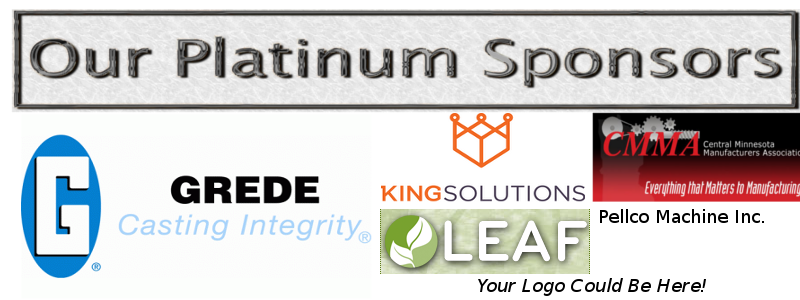 Our Platinum Sponsors
G
®
GREDE
Casting Integrity®
KINGSOLUTIONS
CMMA Central Minnesota
Manufacturers Associatio
Everything that Matters to Manufacturing
LEAF
Pellco Machine Inc.
Your Logo Could Be Here!